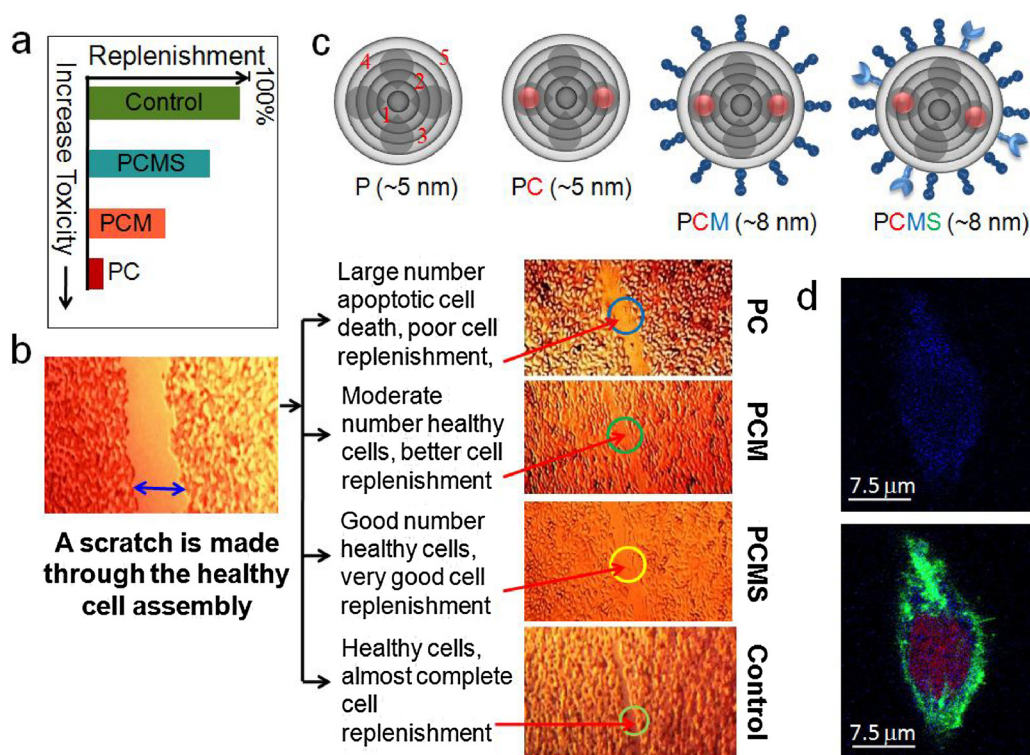 a
Replenishment
100%
Increase Toxicity
Control
PCMS
PCM
PC
b
A scratch is made
through the healthy
cell assembly
Large number
apoptotic cell
death, poor cell
replenishment,
Moderate
number healthy
cells, better cell
replenishment
Good number
healthy cells,
very good cell
replenishment
Healthy cells,
almost complete
cell
replenishment
PC
PCM
PCMS
Control
c
4
5
2
1
3
P (~5 nm)
PC (~5 nm)
PCM (~8 nm)
PCMS (~8 nm)
d
7.5 μm
7.5 μm